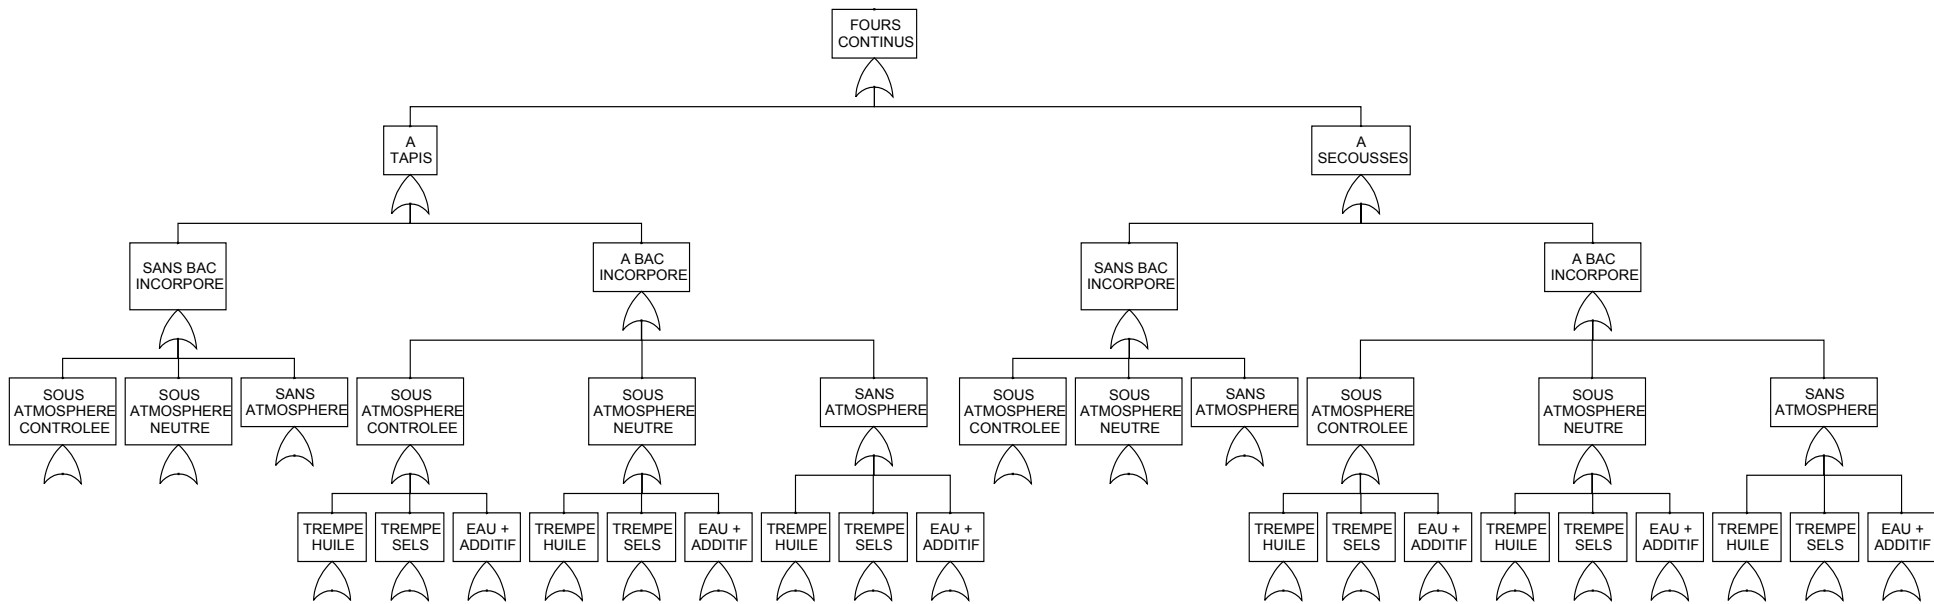 FOURS
CONTINUS
A
TAPIS
A
SECOUSSES
SANS BAC
INCORPORE
A BAC
INCORPORE
SANS BAC
INCORPORE
A BAC
INCORPORE
SOUS
ATMOSPHERE
CONTROLEE
SOUS
ATMOSPHERE
NEUTRE
SANS
ATMOSPHERE
SOUS
ATMOSPHERE
CONTROLEE
SOUS
ATMOSPHERE
NEUTRE
SANS
ATMOSPHERE
SOUS
ATMOSPHERE
CONTROLEE
SOUS
ATMOSPHERE
NEUTRE
SANS
ATMOSPHERE
SOUS
ATMOSPHERE
CONTROLEE
SOUS
ATMOSPHERE
NEUTRE
SANS
ATMOSPHERE
TREMPE
HUILE
TREMPE
SELS
EAU +
ADDITIF
TREMPE
HUILE
TREMPE
SELS
EAU +
ADDITIF
TREMPE
HUILE
TREMPE
SELS
EAU +
ADDITIF
TREMPE
HUILE
TREMPE
SELS
EAU +
ADDITIF
TREMPE
HUILE
TREMPE
SELS
EAU +
ADDITIF
TREMPE
HUILE
TREMPE
SELS
EAU +
ADDITIF